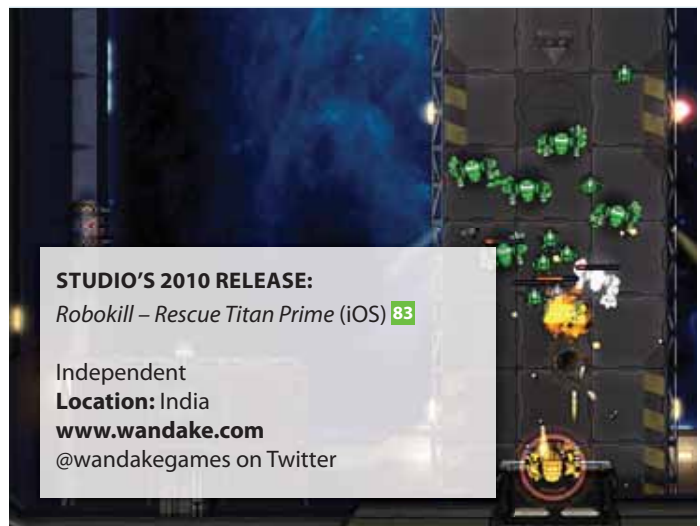 STUDIO'S 2010 RELEASE:
Robokill – Rescue Titan Prime (iOS) 83
Independent
Location: India
www.wandake.com
@wandakegames on Twitter